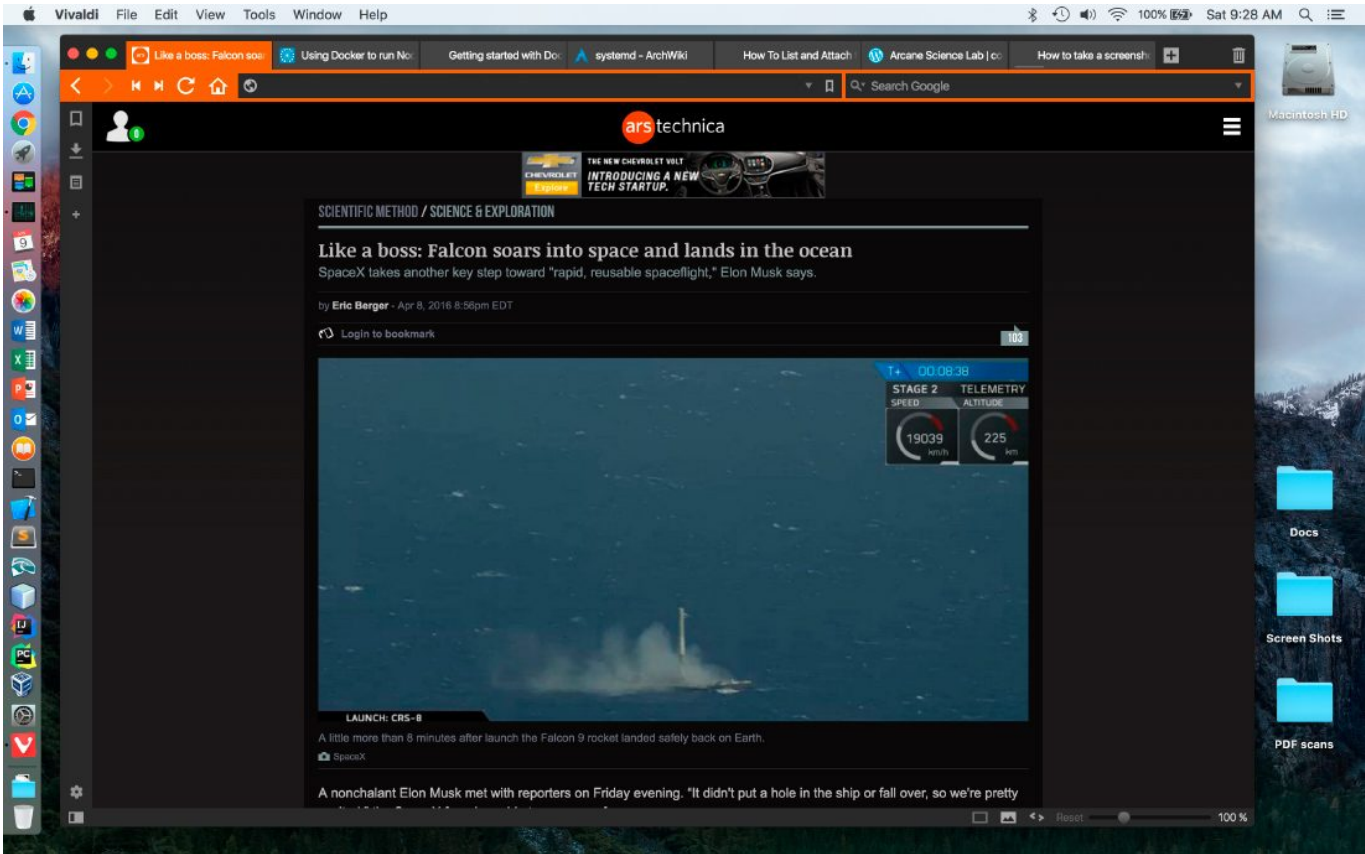 Vivaldi File Edit View Tools Window Help 100% Sat 9:28 AM
Like a boss: Falcon soar Using Docker to run No Getting started with Doc systemd - ArchWiki How To List and Attach Arcane Science Lab | co How to take a screensh
Search Google
Macintosh HD
0
ars technica
THE NEW CHEVROLET VOLT
CHEVROLET
INTRODUCING A NEW
TECH STARTUP.
Explore
SCIENTIFIC METHOD / SCIENCE & EXPLORATION
9
Like a boss: Falcon soars into space and lands in the ocean
SpaceX takes another key step toward "rapid, reusable spaceflight," Elon Musk says.
by Eric Berger - Apr 8, 2016 8:56pm EDT
Login to bookmark
103
T+ 00:08:38
STAGE 2 TELEMETRY
SPEED ALTITUDE
19039 225
km/h km
Docs
Screen Shots
LAUNCH: CRS-8
A little more than 8 minutes after launch the Falcon 9 rocket landed safely back on Earth.
SpaceX
PDF scans
A nonchalant Elon Musk met with reporters on Friday evening. "It didn't put a hole in the ship or fall over, so we're pretty
Reset 100 %